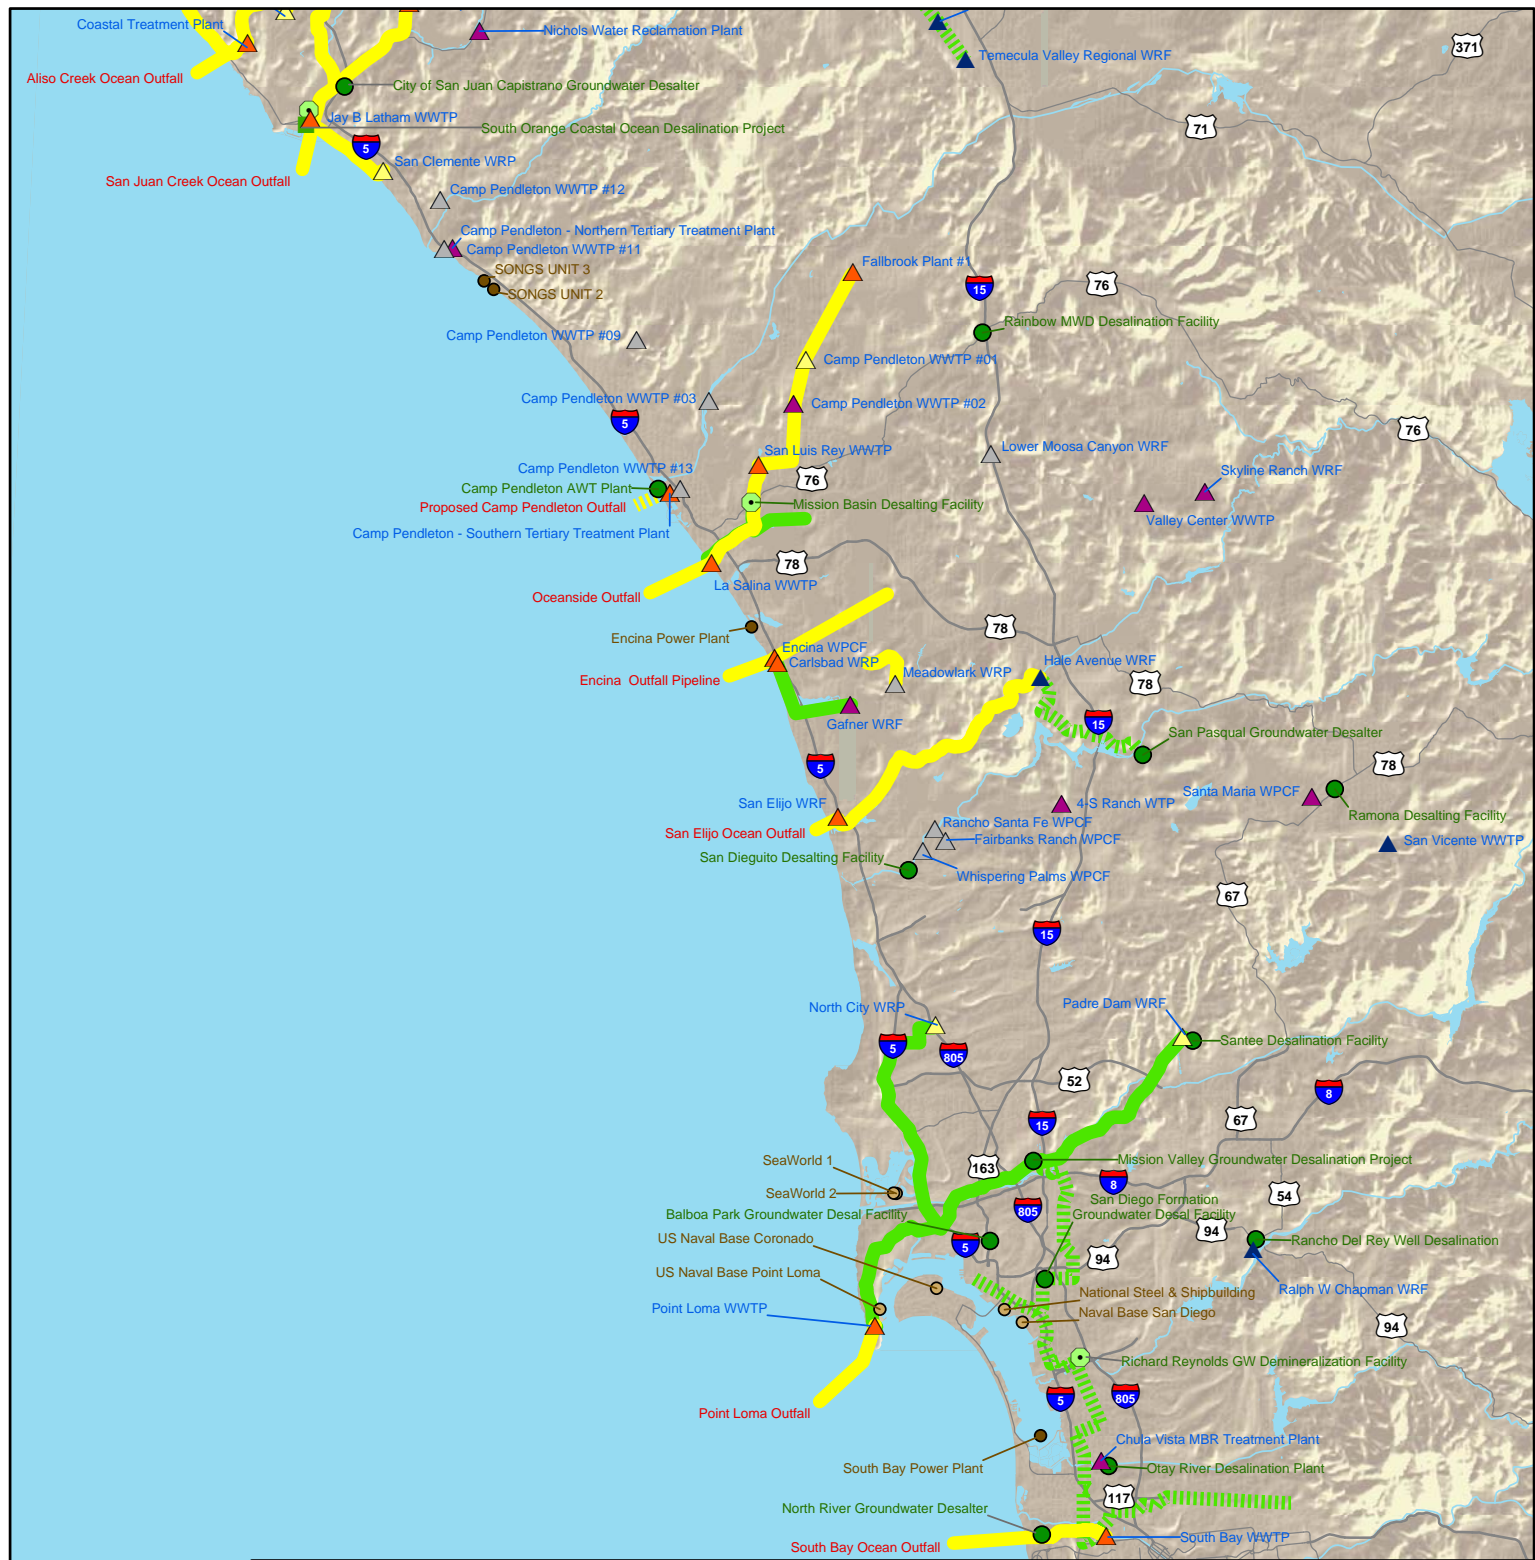 Coastal Treatment Plant
Nichols Water Reclamation Plant
371
Temecula Valley Regional WRF
Aliso Creek Ocean Outfall
City of San Juan Capistrano Groundwater Desalter
Jay B Latham WWTP
South Orange Coastal Ocean Desalination Project
71
5
San Clemente WRP
San Juan Creek Ocean Outfall
Camp Pendleton WWTP #12
Camp Pendleton - Northern Tertiary Treatment Plant
Camp Pendleton WWTP #11
SONGS UNIT 3
SONGS UNIT 2
Fallbrook Plant #1
15
76
Rainbow MWD Desalination Facility
Camp Pendleton WWTP #09
Camp Pendleton WWTP #01
Camp Pendleton WWTP #03
Camp Pendleton WWTP #02
5
76
San Luis Rey WWTP
Lower Moosa Canyon WRF
Camp Pendleton WWTP #13
Skyline Ranch WRF
76
Camp Pendleton AWT Plant
Proposed Camp Pendleton Outfall
Mission Basin Desalting Facility
Valley Center WWTP
Camp Pendleton - Southern Tertiary Treatment Plant
78
La Salina WWTP
Oceanside Outfall
78
Encina Power Plant
Encina WPCF
Carlsbad WRP
Hale Avenue WRF
Encina Outfall Pipeline
Meadowlark WRP
78
Gafner WRF
15
San Pasqual Groundwater Desalter
5
78
Santa Maria WPCF
San Elijo WRF
4-S Ranch WTP
Ramona Desalting Facility
San Elijo Ocean Outfall
Rancho Santa Fe WPCF
Fairbanks Ranch WPCF
San Vicente WWTP
San Dieguito Desalting Facility
Whispering Palms WPCF
67
15
North City WRP
Padre Dam WRF
5
805
Santee Desalination Facility
52
8
15
67
SeaWorld 1
163
Mission Valley Groundwater Desalination Project
8
SeaWorld 2
54
San Diego Formation
Groundwater Desal Facility
805
Balboa Park Groundwater Desal Facility
94
US Naval Base Coronado
5
Rancho Del Rey Well Desalination
94
US Naval Base Point Loma
Ralph W Chapman WRF
National Steel & Shipbuilding
Point Loma WWTP
Naval Base San Diego
94
Richard Reynolds GW Demineralization Facility
5
805
Point Loma Outfall
Chula Vista MBR Treatment Plant
South Bay Power Plant
Otay River Desalination Plant
117
North River Groundwater Desalter
South Bay WWTP
South Bay Ocean Outfall